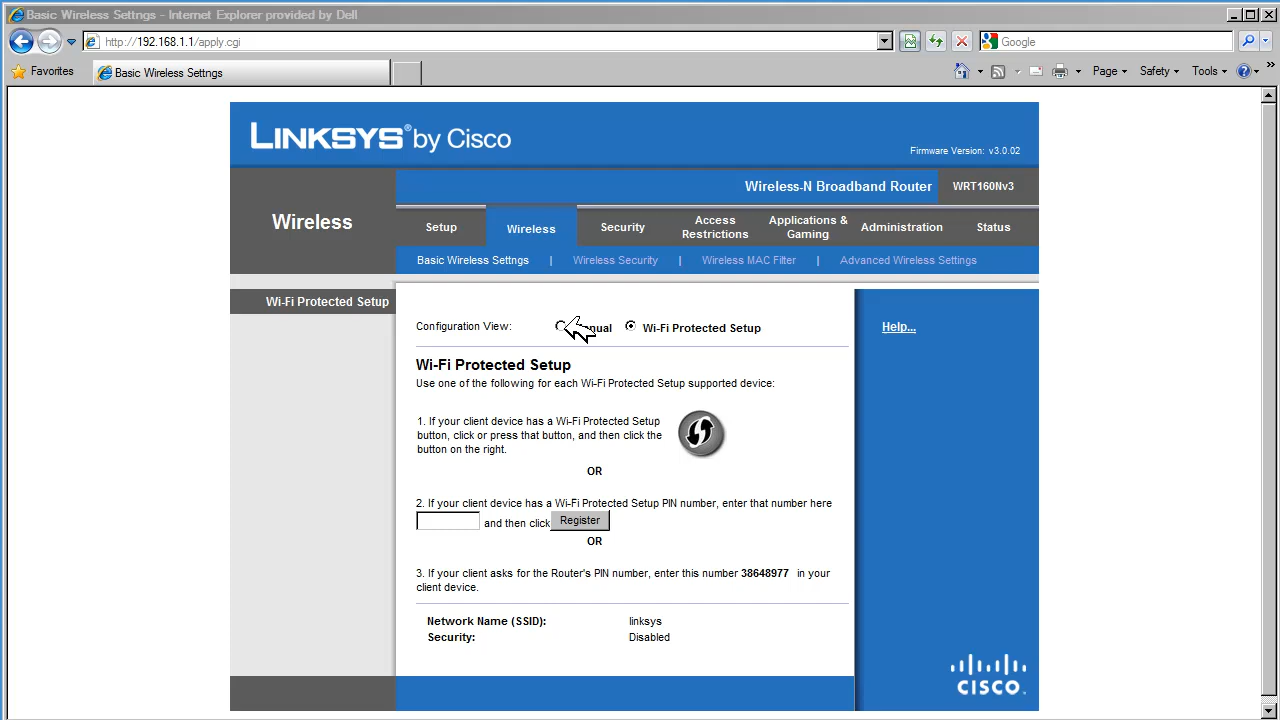 Basic Wireless Settngs - Internet Explorer provided by Dell
http://192.168.1.1/apply.cgi
Google
Favorites
Basic Wireless Settngs
Page
Safety
Tools
LINKSYS® by Cisco
Firmware Version: v3.0.02
Wireless-N Broadband Router
WRT160Nv3
Wireless
Setup
Wireless
Security
Access Restrictions
Applications & Gaming
Administration
Status
Basic Wireless Settngs | Wireless Security | Wireless MAC Filter | Advanced Wireless Settings
Wi-Fi Protected Setup
Configuration View:
Wi-Fi Protected Setup
Help...
Wi-Fi Protected Setup
Use one of the following for each Wi-Fi Protected Setup supported device:
1. If your client device has a Wi-Fi Protected Setup
button, click or press that button, and then click the
button on the right.
OR
2. If your client device has a Wi-Fi Protected Setup PIN number, enter that number here
and then click Register
OR
3. If your client asks for the Router's PIN number, enter this number 38648977 in your
client device.
Network Name (SSID): linksys
Security: Disabled
CISCO.